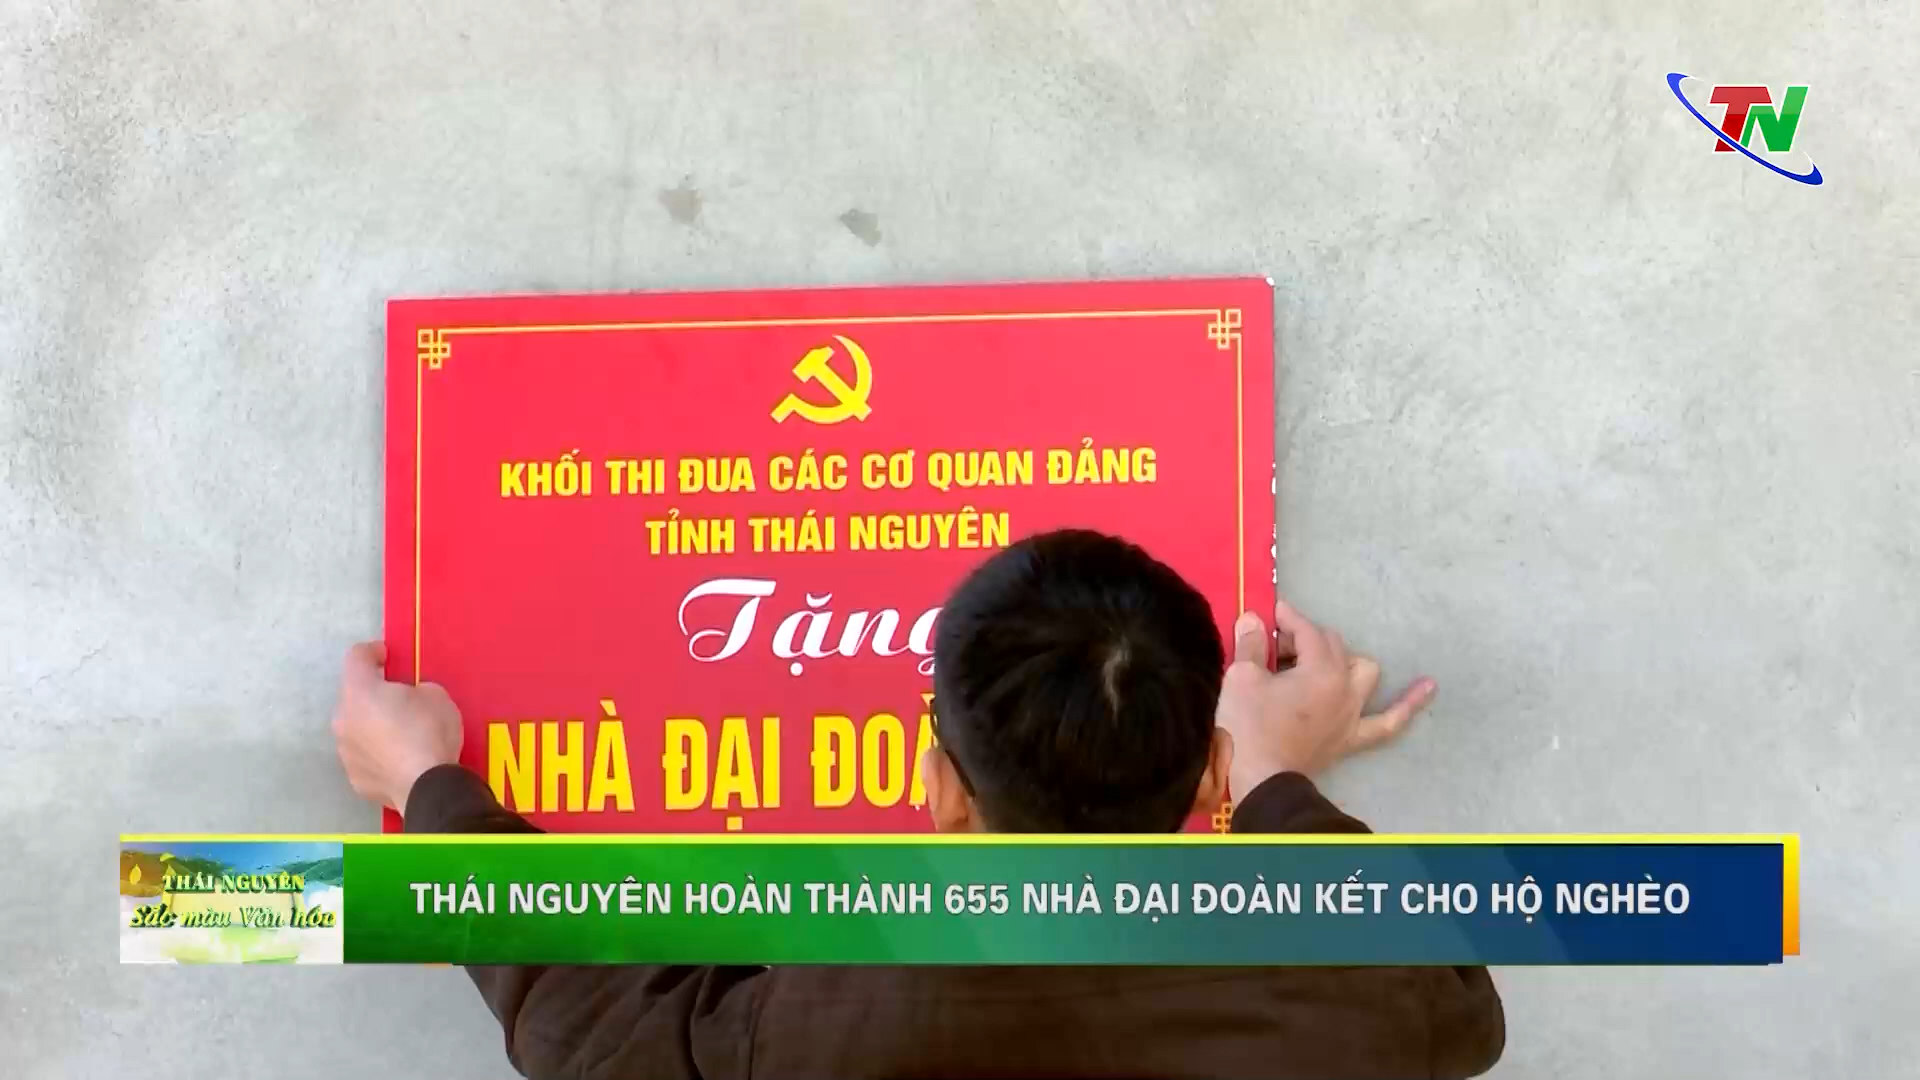 TN
KHỐI THI ĐUA CÁC CƠ QUAN ĐẢNG
TỈNH THÁI NGUYÊN
Tặng
NHÀ ĐẠI ĐOÀ
THÁI NGUYÊN
Sắc màu Văn hóa
THÁI NGUYÊN HOÀN THÀNH 655 NHÀ ĐẠI ĐOÀN KẾT CHO HỘ NGHÈO